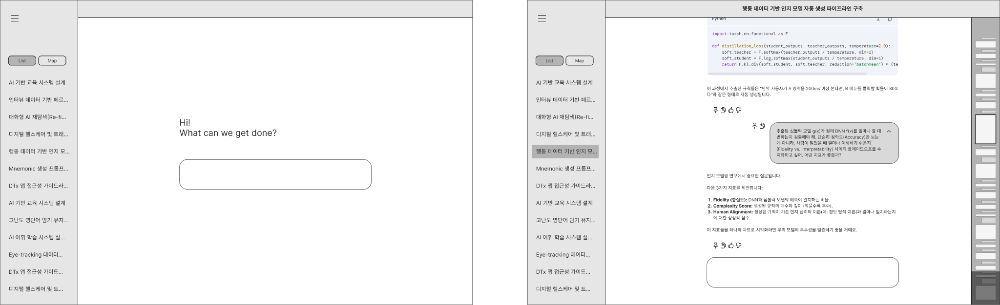 List
Map
AI 기반 교육 시스템 설계
인터뷰 데이터 기반 페르...
대화형 AI 재탐색(Re-fi...
디지털 헬스케어 및 트래...
행동 데이터 기반 인지 모...
Mnemonic 생성 프롬프...
DTx 앱 접근성 가이드라...
AI 기반 교육 시스템 설계
고난도 영단어 암기 유지...
AI 어휘 학습 시스템 실...
Eye-tracking 데이터...
DTx 앱 접근성 가이드...
디지털 헬스케어 및 트...
Hi!
What can we get done?
행동 데이터 기반 인지 모델 자동 생성 파이프라인 구축
List
Map
AI 기반 교육 시스템 설계
인터뷰 데이터 기반 페르...
대화형 AI 재탐색(Re-fi...
디지털 헬스케어 및 트래...
행동 데이터 기반 인지 모...
Mnemonic 생성 프롬프...
DTx 앱 접근성 가이드라...
AI 기반 교육 시스템 설계
고난도 영단어 암기 유지...
AI 어휘 학습 시스템 실...
Eye-tracking 데이터...
DTx 앱 접근성 가이드...
디지털 헬스케어 및 트...
Python
import torch.nn.functional as F
def distillation_loss(student_outputs, teacher_outputs, temperature=2.0):
soft_teacher = F.softmax(teacher_outputs / temperature, dim=1)
soft_student = F.log_softmax(student_outputs / temperature, dim=1)
return F.kl_div(soft_student, soft_teacher, reduction='batchmean') * (te
이 과정에서 추출된 규칙들은 "만약 사용자가 A 영역을 200ms 이상 본다면, B 메뉴를 클릭할 확률이 80%
다"와 같은 형태로 자동 생성됩니다.
추출된 심볼릭 모델 g(x)가 원래 DNN f(x)를 얼마나 잘 대
변하는지 검증해야 해. 단순히 정확도(Accuracy)만 보는
게 아니라, 사람이 읽었을 때 얼마나 이해하기 쉬운지
(Fidelity vs. Interpretability) 사이의 트레이드오프를 수
치화하고 싶어. 어떤 지표가 좋을까?
인지 모델링 연구에서 중요한 질문입니다.
다음 3가지 지표를 제안합니다:
1. Fidelity (충실도): DNN과 심볼릭 모델의 예측이 일치하는 비율.
2. Complexity Score: 생성된 규칙의 개수와 깊이 (적을수록 우수).
3. Human Alignment: 생성된 규칙이 기존 인지 심리학 이론(예: 정보 탐색 이론)과 얼마나 일치하는지
에 대한 정성적 점수.
이 지표들을 하나의 차트로 시각화하면 우리 모델의 우수성을 입증하기 좋을 거예요.